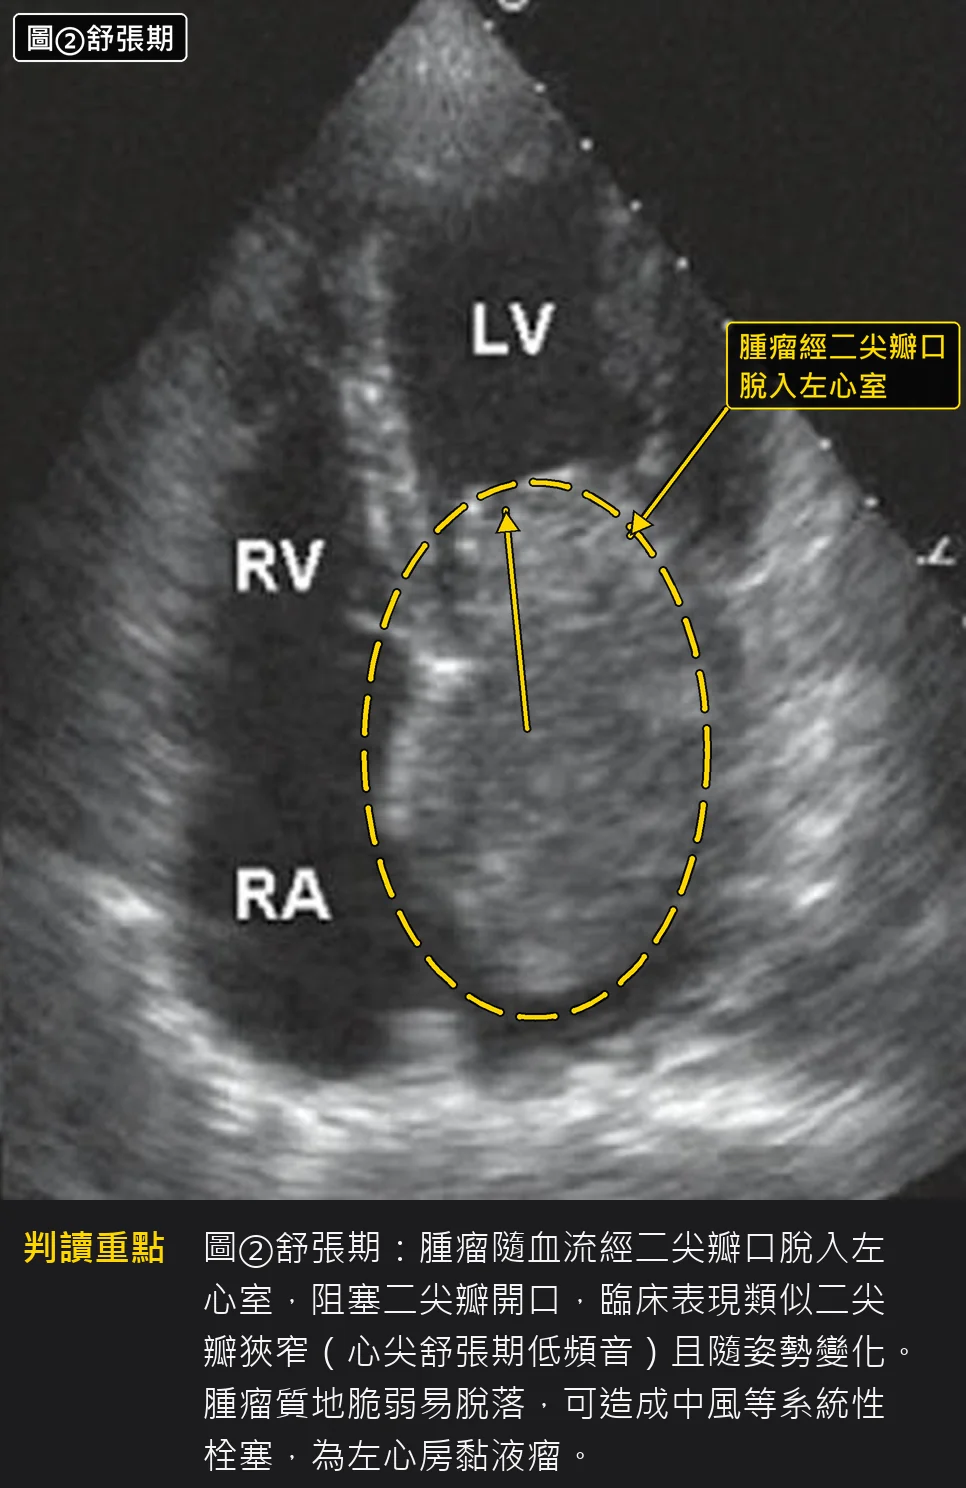 圖②舒張期
LV
腫瘤經二尖瓣口
脫入左心室
RV
RA
判讀重點
圖②舒張期：腫瘤隨血流經二尖瓣口脫入左
心室，阻塞二尖瓣開口，臨床表現類似二尖
瓣狹窄（心尖舒張期低頻音）且隨姿勢變化。
腫瘤質地脆弱易脫落，可造成中風等系統性
栓塞，為左心房黏液瘤。